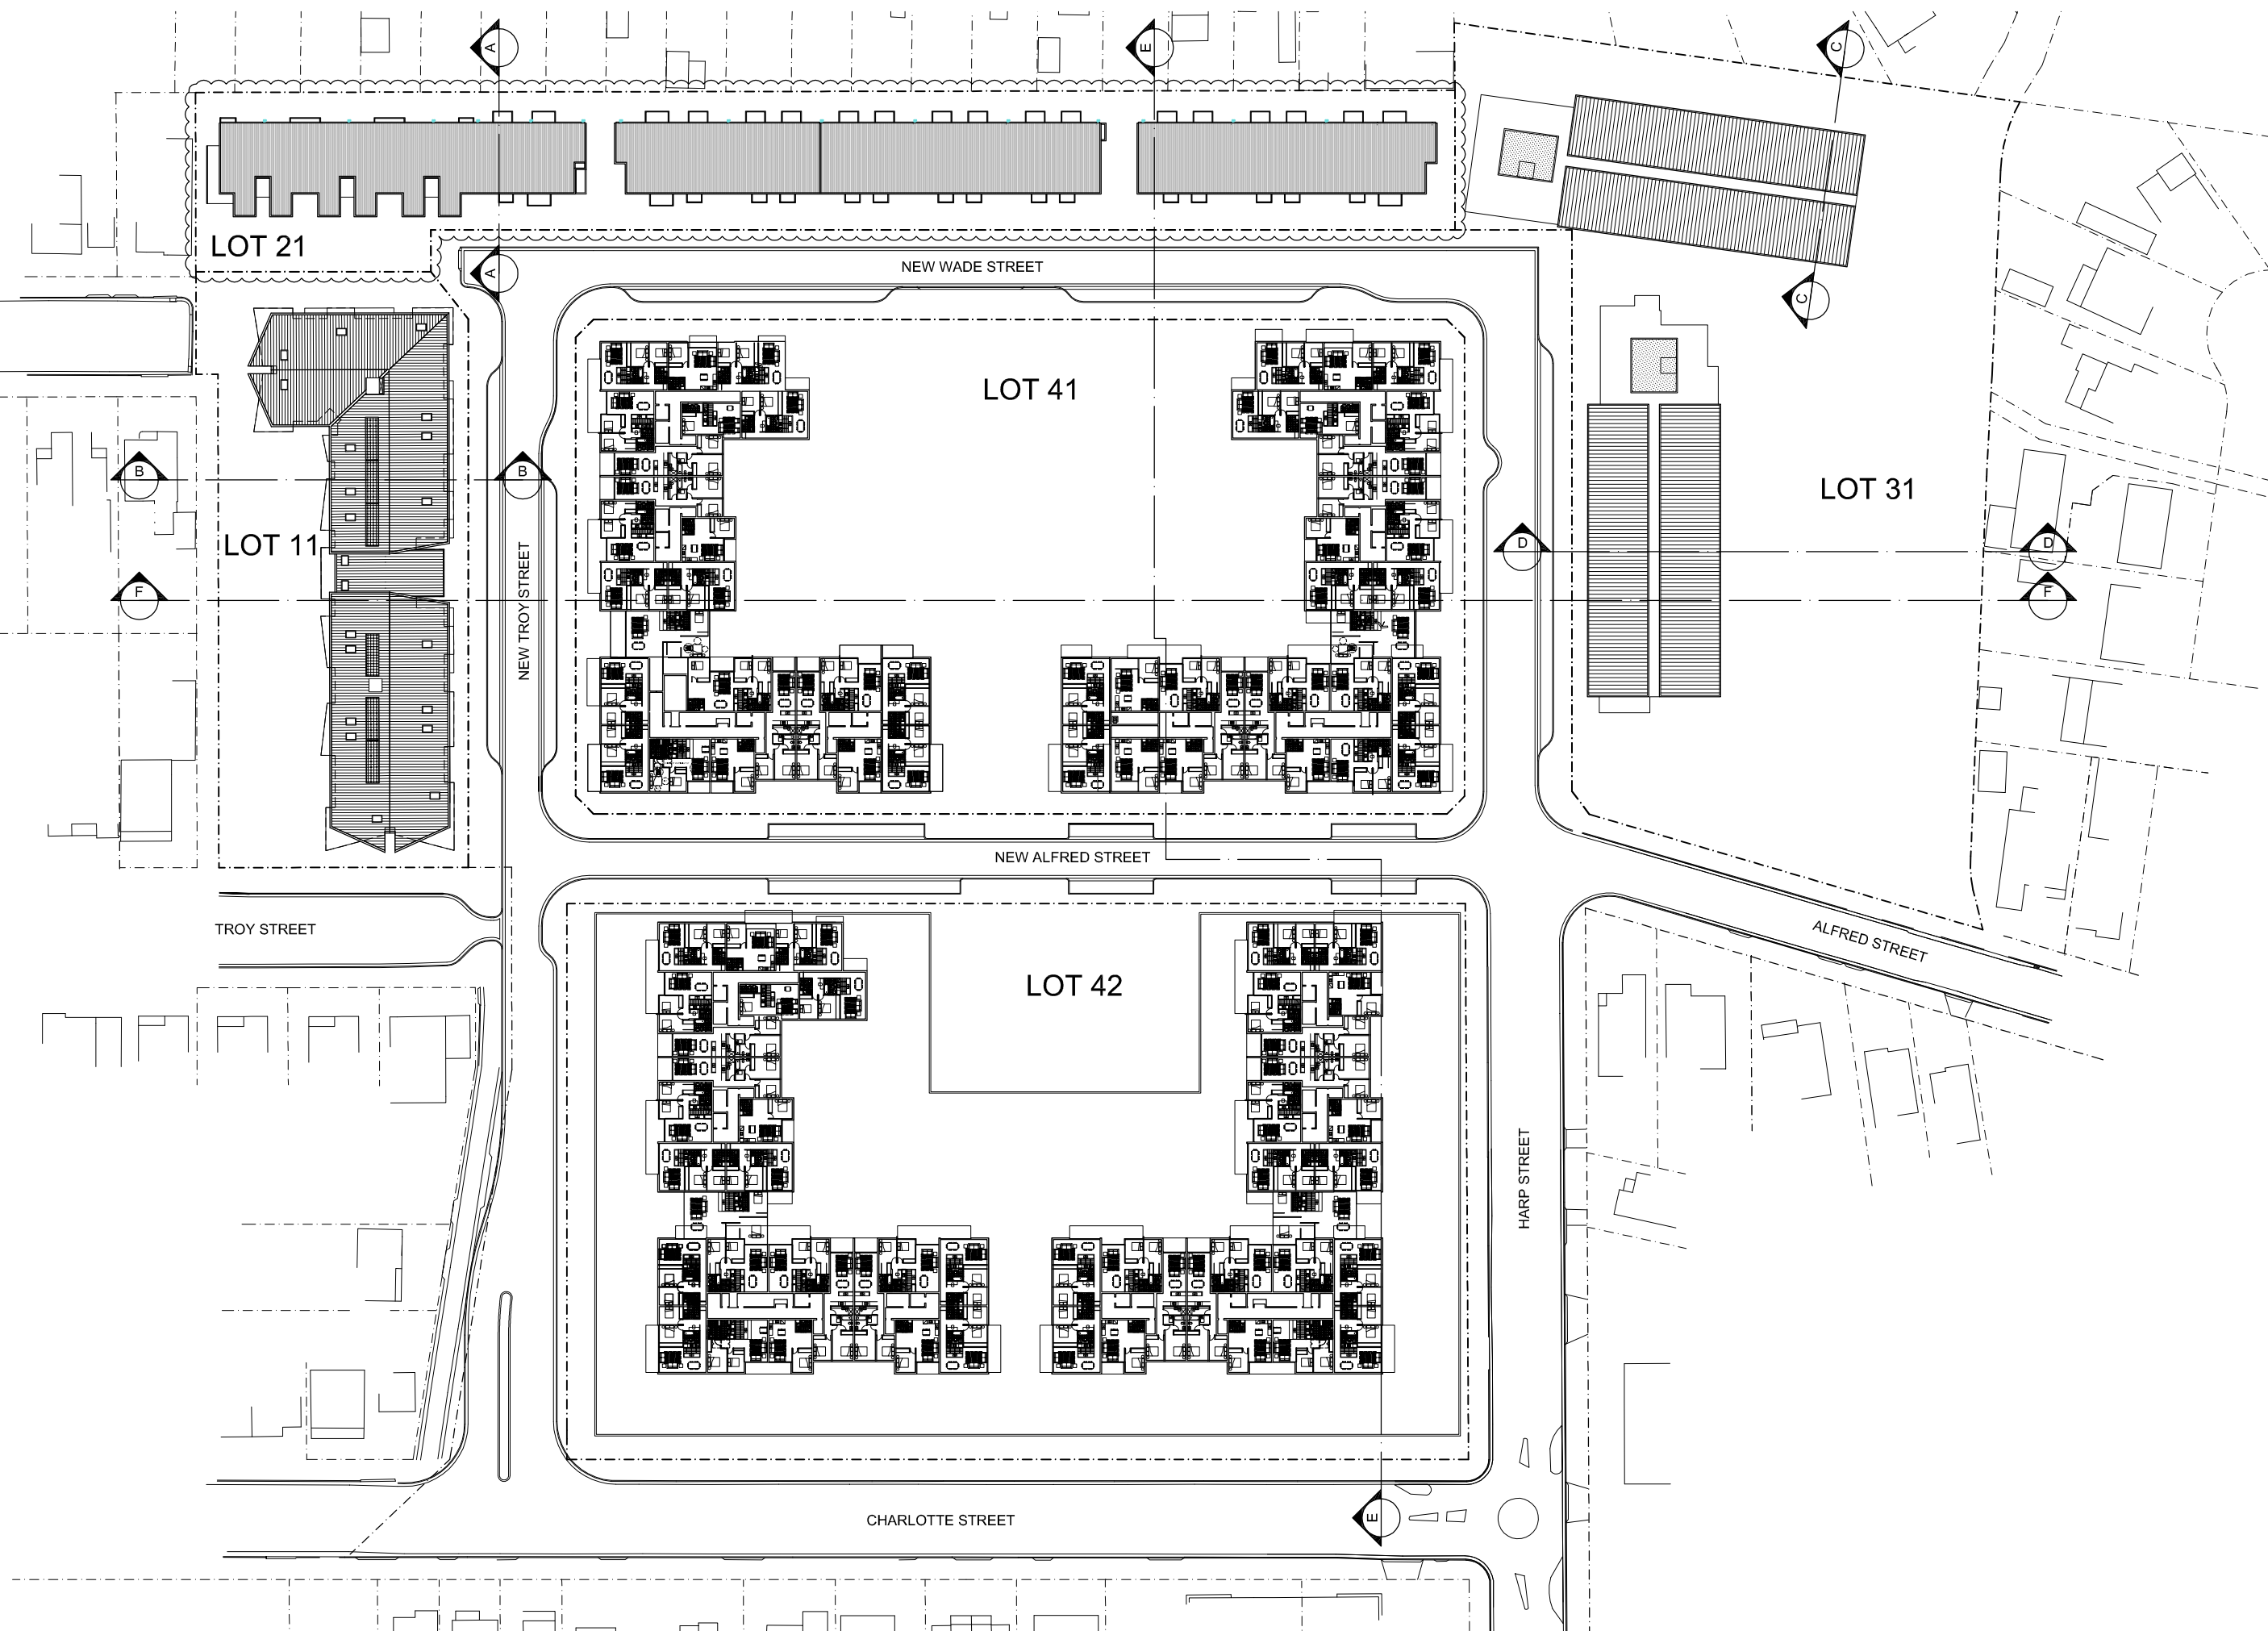 A
E
C
LOT 21
NEW WADE STREET
A
C
LOT 41
B
B
LOT 31
LOT 11
D
D
F
F
NEW TROY STREET
NEW ALFRED STREET
TROY STREET
ALFRED STREET
LOT 42
HARP STREET
CHARLOTTE STREET
E